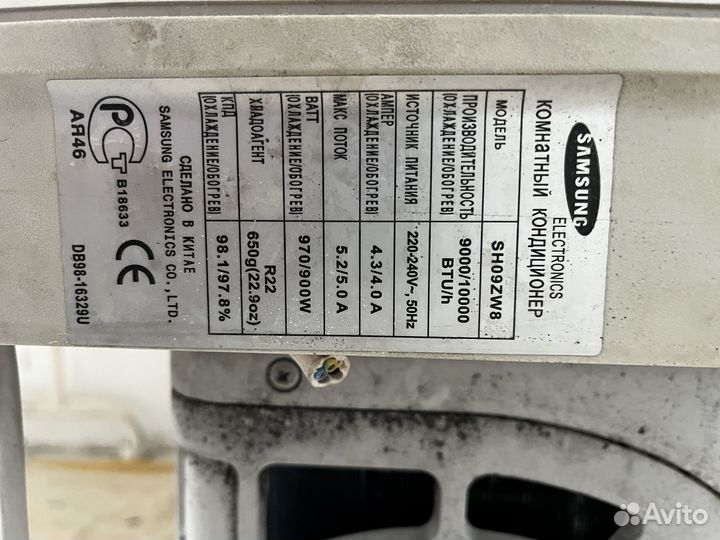 SAMSUNG
ELECTRONICS
КОМНАТНЫЙ КОНДИЦИОНЕР
МОДЕЛЬ SH09ZW8
ПРОИЗВОДИТЕЛЬНОСТЬ
(ОХЛАЖДЕНИЕ/ОБОГРЕВ) 9000/10000
BTU/h
ИСТОЧНИК ПИТАНИЯ 220-240V~, 50Hz
АМПЕР
(ОХЛАЖДЕНИЕ/ОБОГРЕВ) 4.3/4.0 A
МАКС ПОТОК 5.2/5.0 A
ВАТТ
(ОХЛАЖДЕНИЕ/ОБОГРЕВ) 970/900W
ХЛАДОАГЕНТ R22
650g(22.9oz)
КПД
(ОХЛАЖДЕНИЕ/ОБОГРЕВ) 98.1/97.8%
СДЕЛАНО В КИТАЕ
SAMSUNG ELECTRONICS CO.,LTD.
РСТ
В18633
АЯ46
CE
DB98-16329U
Avito